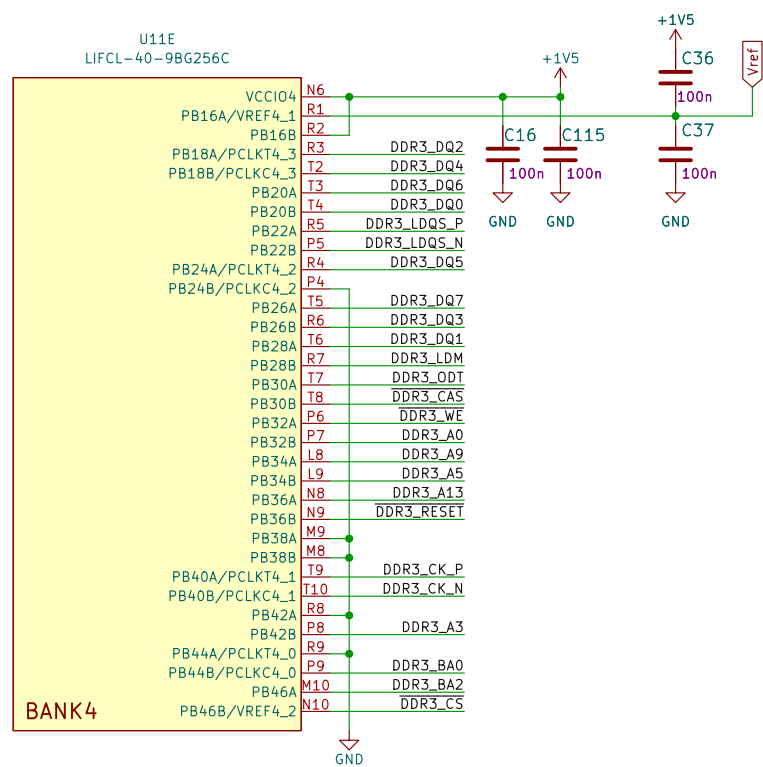 U11E
LIFCL-40-9BG256C
+1V5
C36
100n
Vref
+1V5
VCCIO4 N6
PB16A/VREF4_1 R1
PB16B R2
C16
100n
GND
C115
100n
GND
C37
100n
GND
PB18A/PCLKT4_3 R3 DDR3_DQ2
PB18B/PCLKC4_3 T2 DDR3_DQ4
PB20A T3 DDR3_DQ6
PB20B T4 DDR3_DQ0
PB22A R5 DDR3_LDQS_P
PB22B P5 DDR3_LDQS_N
PB24A/PCLKT4_2 R4 DDR3_DQ5
PB24B/PCLKC4_2 P4
PB26A T5 DDR3_DQ7
PB26B R6 DDR3_DQ3
PB28A T6 DDR3_DQ1
PB28B R7 DDR3_LDM
PB30A T7 DDR3_ODT
PB30B T8 DDR3_CAS
PB32A P6 DDR3_WE
PB32B P7 DDR3_A0
PB34A L8 DDR3_A9
PB34B L9 DDR3_A5
PB36A N8 DDR3_A13
PB36B N9 DDR3_RESET
PB38A M9
PB38B M8
PB40A/PCLKT4_1 T9 DDR3_CK_P
PB40B/PCLKC4_1 T10 DDR3_CK_N
PB42A R8
PB42B P8 DDR3_A3
PB44A/PCLKT4_0 R9
PB44B/PCLKC4_0 P9 DDR3_BA0
PB46A M10 DDR3_BA2
PB46B/VREF4_2 N10 DDR3_CS
BANK4
GND